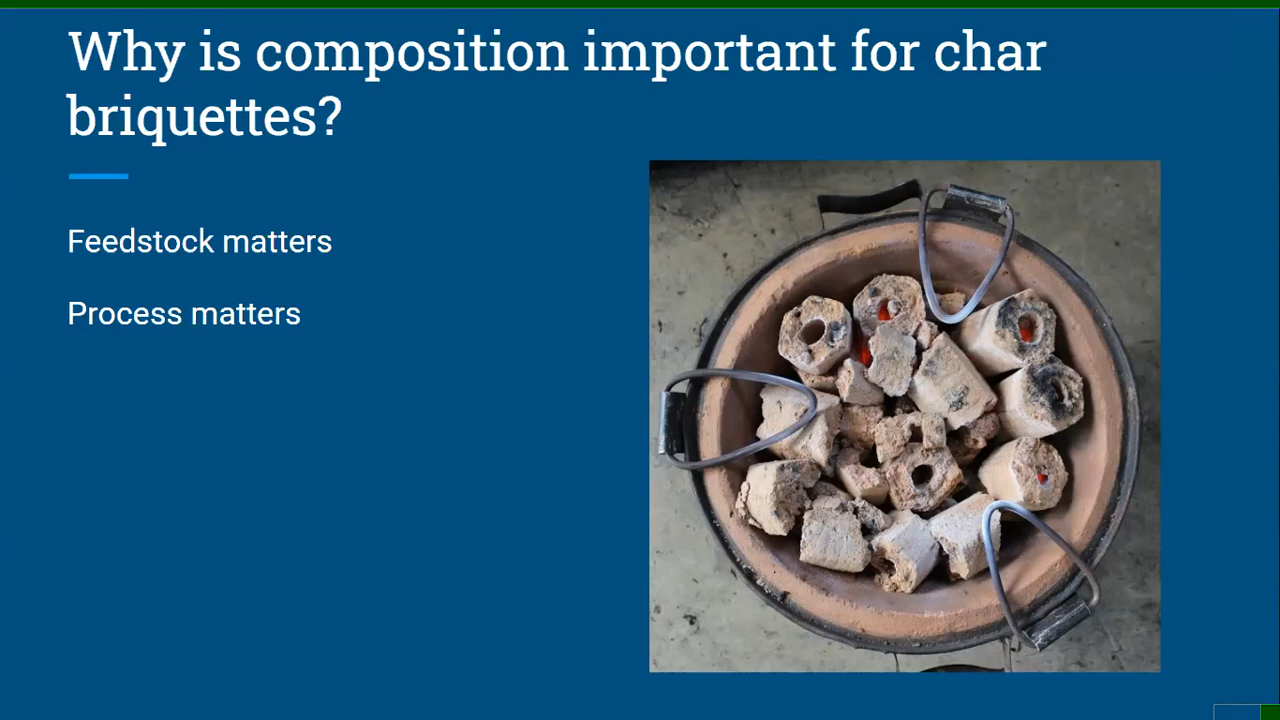 Why is composition important for char
briquettes?
Feedstock matters
Process matters